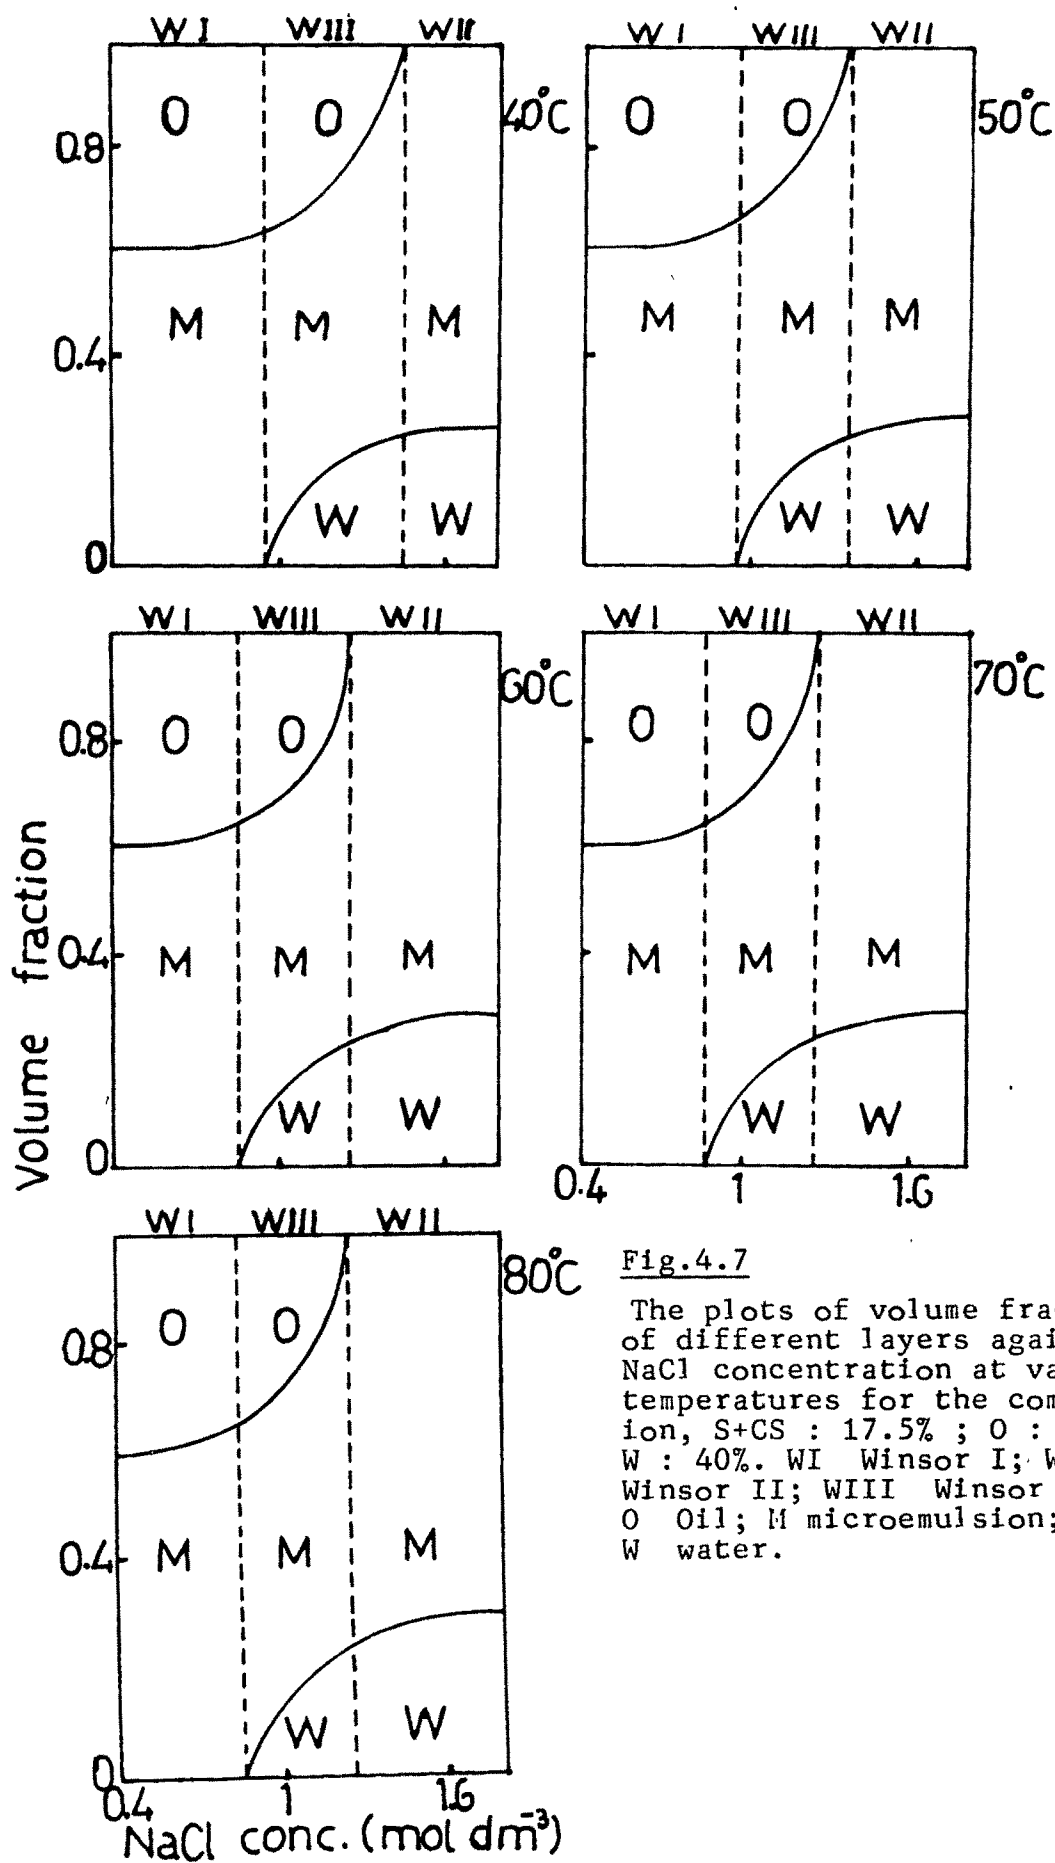 WI WIII WII
O O 40°C
0.8
M M M
0.4
W W
0
WI WIII WII
O O 50°C
M M M
W W
WI WIII WII
60°C
O O
0.8
M M M
0.4
W W
0
WI WIII WII
70°C
O O
M M M
W W
0.4 1 1.6
Volume fraction
WI WIII WII
80°C
O O
0.8
M M M
0.4
W W
0
0.4 1 1.6
NaCl conc. (mol dm⁻³)
Fig.4.7
The plots of volume
of different layers
NaCl concentration at
temperatures for the
ion, S+CS : 17.5% ; O :
W : 40%. WI Winsor I;
Winsor II; WIII Winsor
O Oil; M microemulsion;
W water.